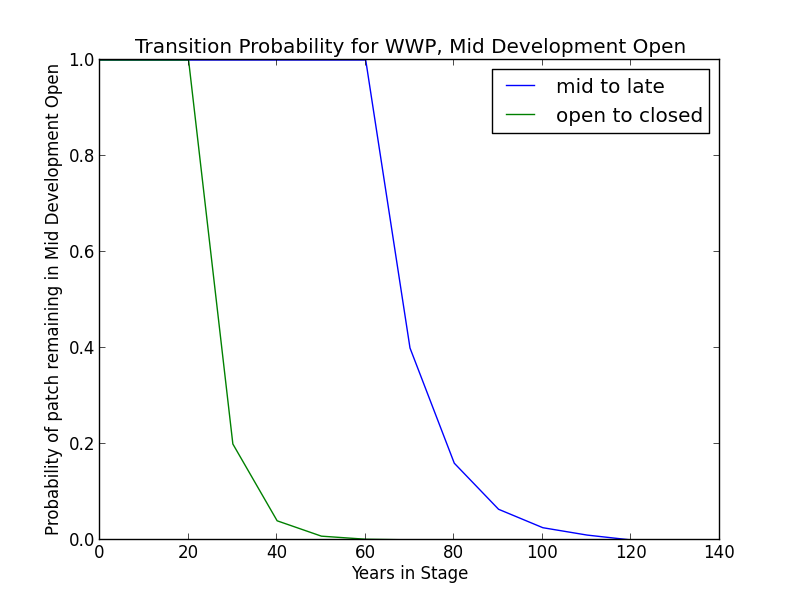 Transition Probability for WWP, Mid Development Open
mid to late
open to closed
Probability of patch remaining in Mid Development Open
1.0
0.8
0.6
0.4
0.2
0.0
0 20 40 60 80 100 120 140
Years in Stage